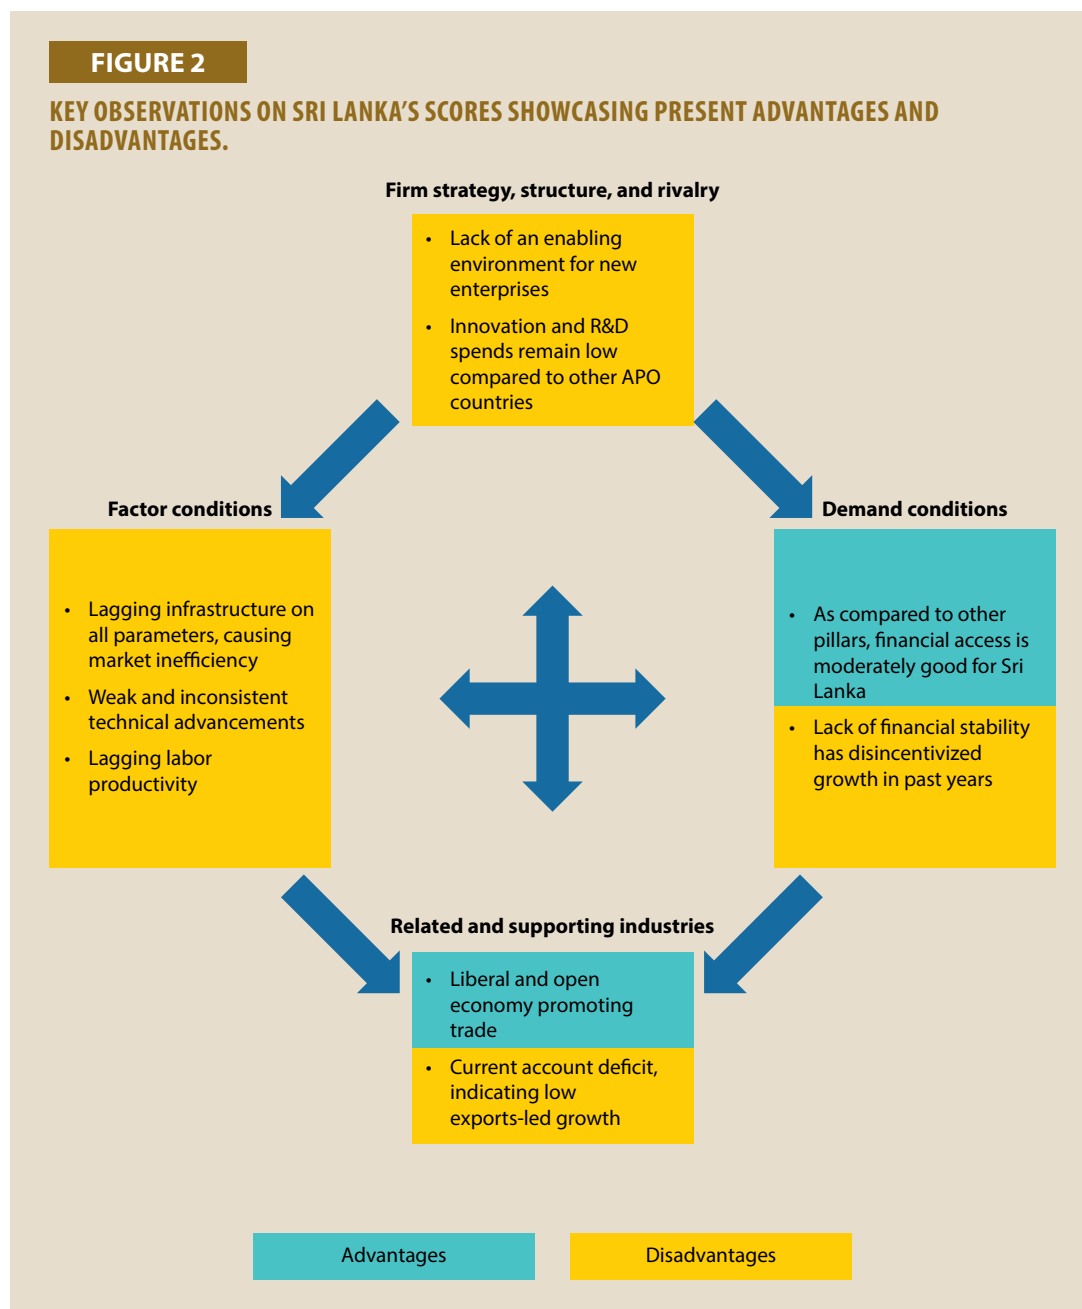 FIGURE 2
KEY OBSERVATIONS ON SRI LANKA’S SCORES SHOWCASING PRESENT ADVANTAGES AND
DISADVANTAGES.
Firm strategy, structure, and rivalry
• Lack of an enabling
environment for new
enterprises
• Innovation and R&D
spends remain low
compared to other APO
countries
Factor conditions
• Lagging infrastructure on
all parameters, causing
market inefficiency
• Weak and inconsistent
technical advancements
• Lagging labor
productivity
Demand conditions
• As compared to other
pillars, financial access is
moderately good for Sri
Lanka
• Lack of financial stability
has disincentivized
growth in past years
Related and supporting industries
• Liberal and open
economy promoting
trade
• Current account deficit,
indicating low
exports-led growth
Advantages
Disadvantages